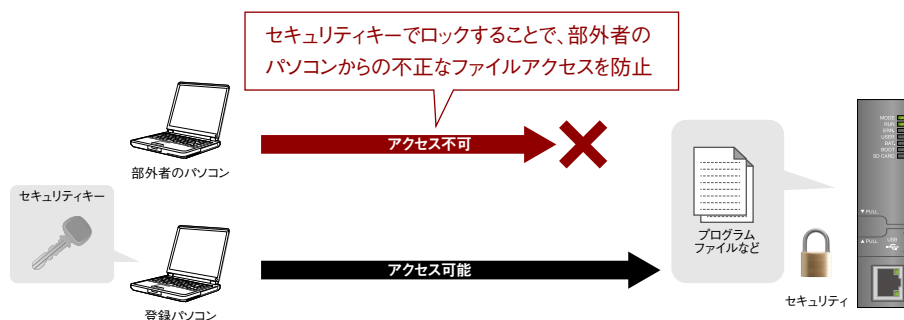 セキュリティキーでロックすることで、部外者の
パソコンからの不正なファイルアクセスを防止
アクセス不可
部外者のパソコン
セキュリティキー
アクセス可能
登録パソコン
プログラム
ファイルなど
セキュリティ
MODE
RUN
ERR.
USER
BAT.
BOOT
SD CARD
▼ PULL
▲ PULL
USB